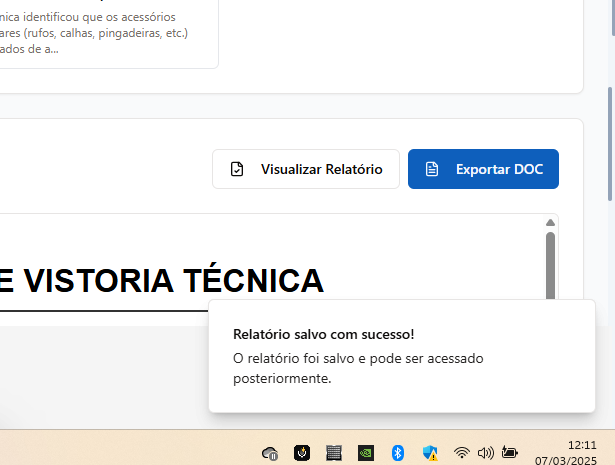 nica identificou que os acessórios
ares (rufos, calhas, pingadeiras, etc.)
ados de a...
Visualizar Relatório
Exportar DOC
E VISTORIA TÉCNICA
Relatório salvo com sucesso!
O relatório foi salvo e pode ser acessado
posteriormente.
12:11
07/03/2025